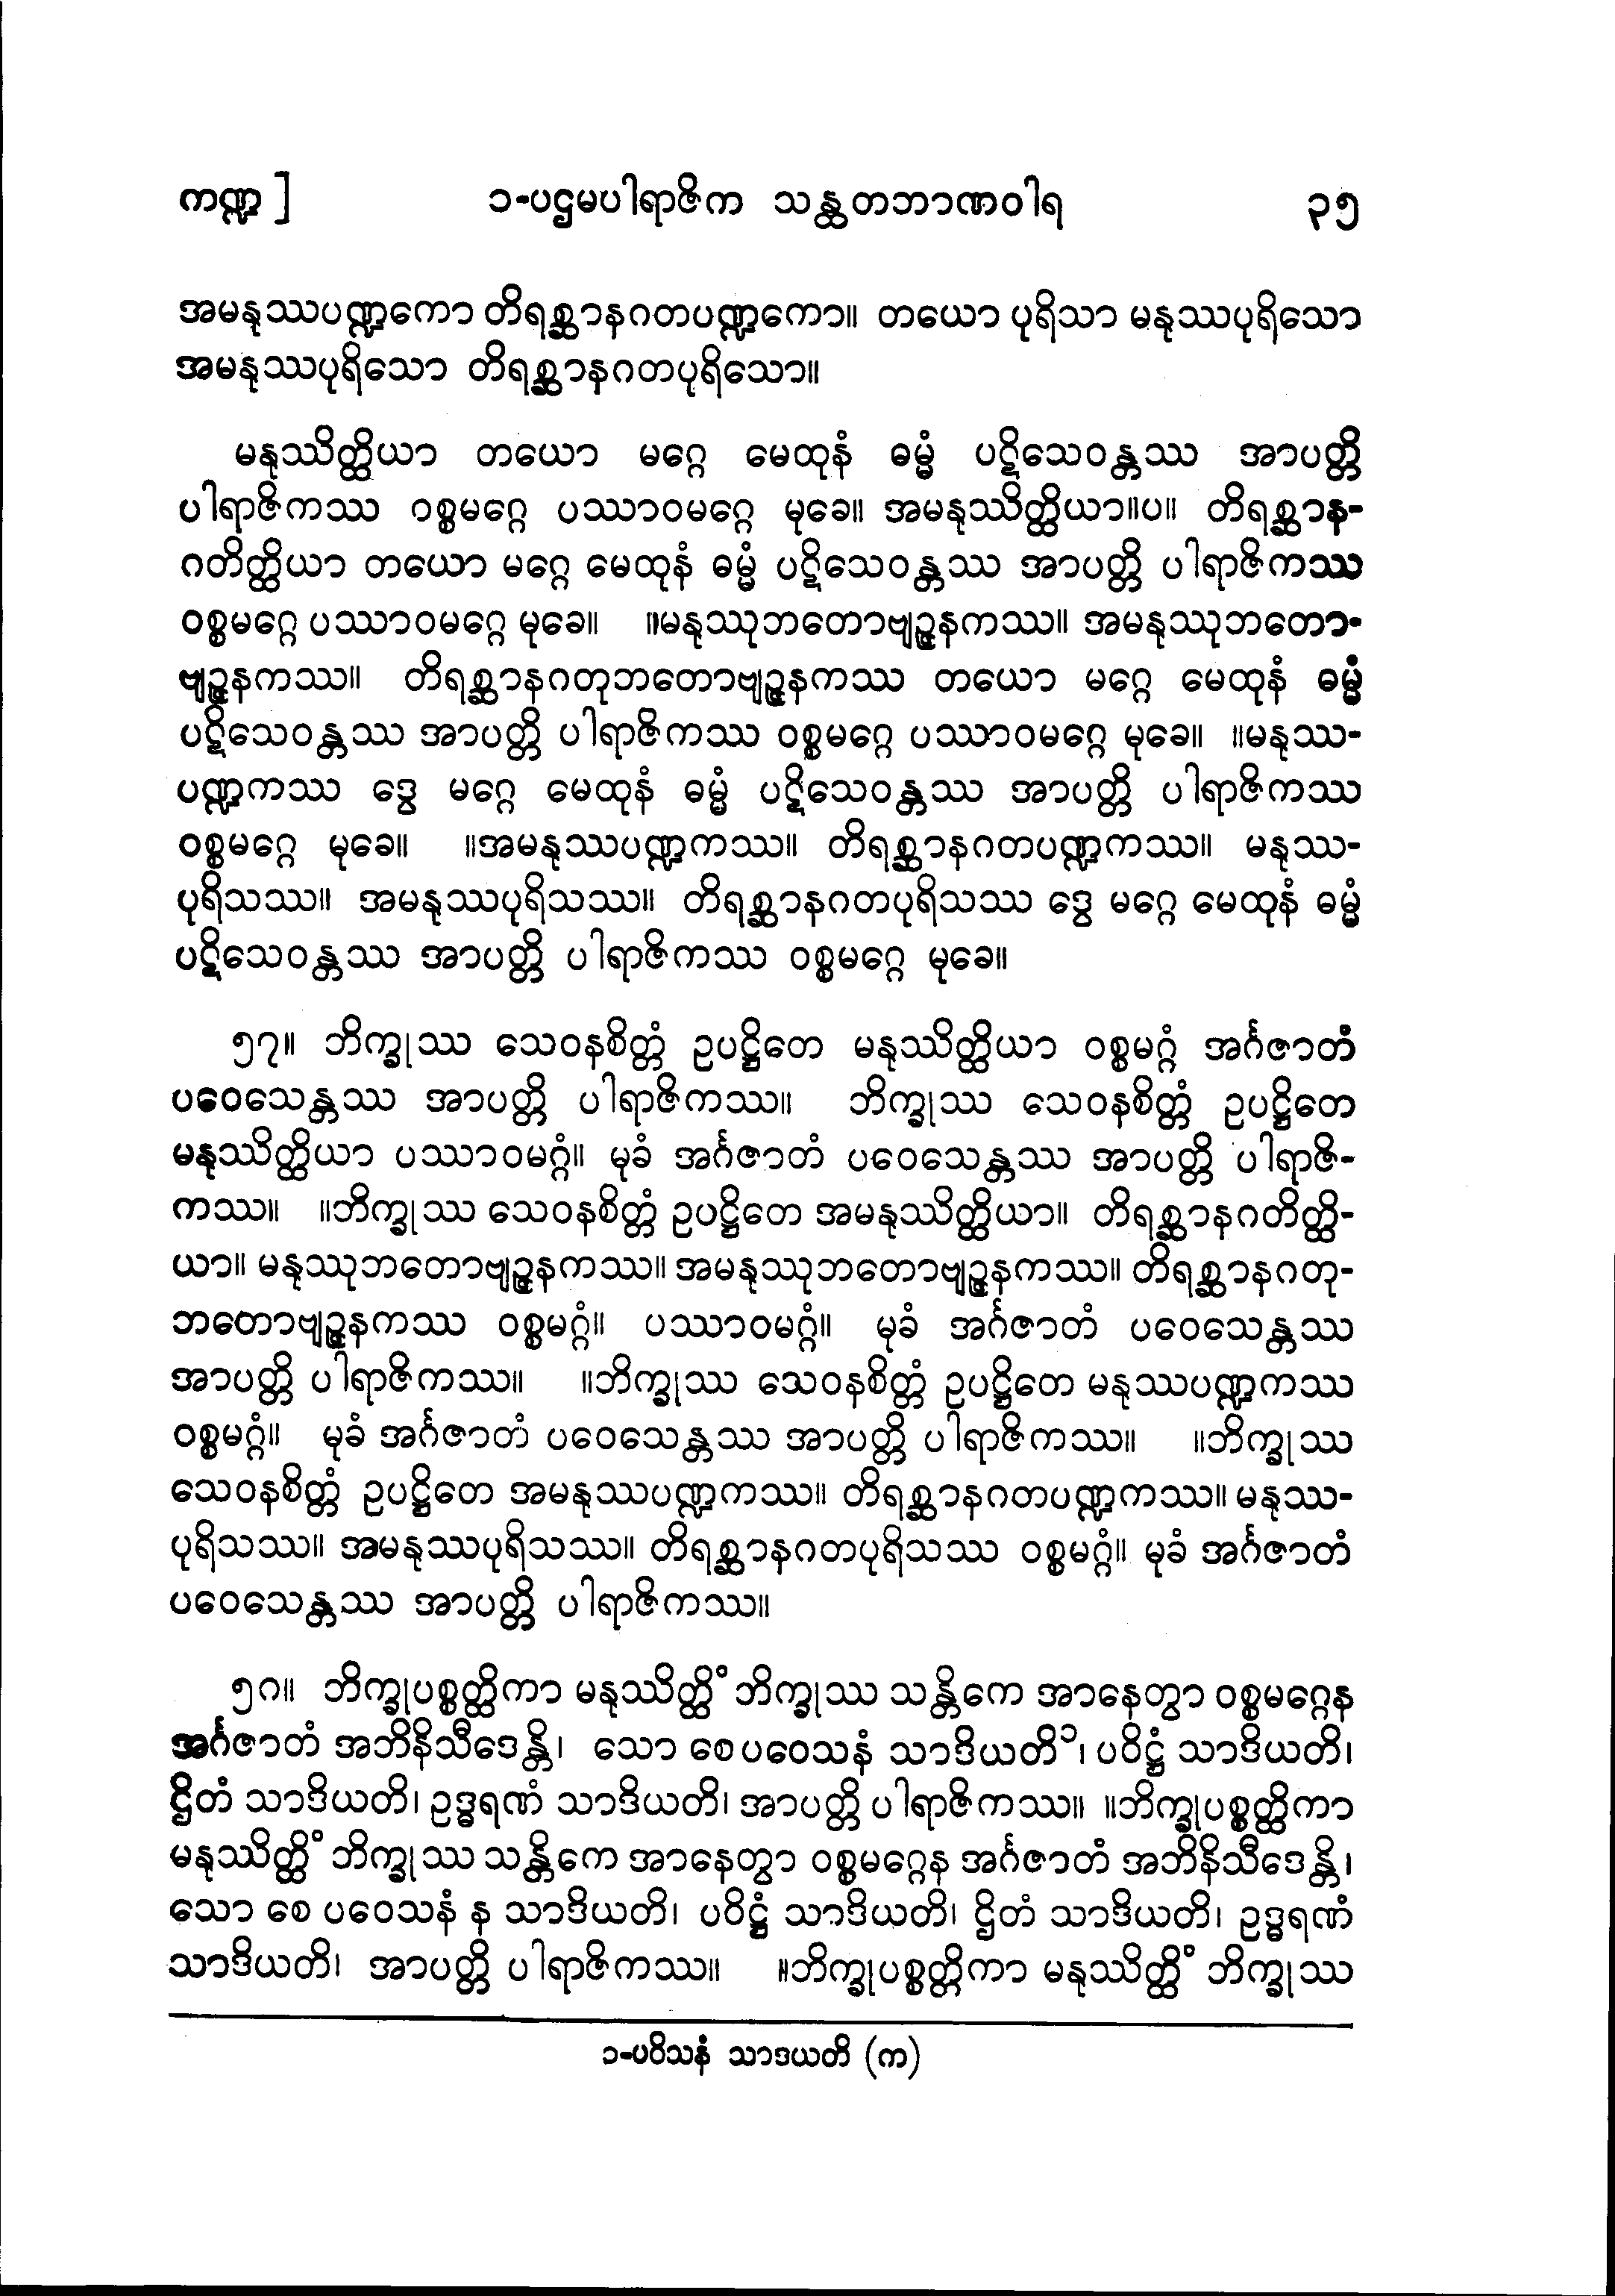 ကဏ္ဍ ] ၁-ပဌမပါရာဇိက သန္ထတဘာဏဝါရ ၃၅
အမနုဿပဏ္ဍကော တိရစ္ဆာနဂတပဏ္ဍကော။ တယော ပုရိသာ မနုဿပုရိသော
အမနုဿပုရိသော တိရစ္ဆာနဂတပုရိသော။
မနုဿိတ္ထိယာ တယော မဂ္ဂေ မေထုနံ ဓမ္မံ ပဋိသေဝန္တဿ အာပတ္တိ
ပါရာဇိကဿ ဝစ္စမဂ္ဂေ ပဿာဝမဂ္ဂေ မုခေ။ အမနုဿိတ္ထိယာ။ပ။ တိရစ္ဆာန-
ဂတိတ္ထိယာ တယော မဂ္ဂေ မေထုနံ ဓမ္မံ ပဋိသေဝန္တဿ အာပတ္တိ ပါရာဇိကဿ
ဝစ္စမဂ္ဂေ ပဿာဝမဂ္ဂေ မုခေ။ ။မနုဿုဘတောဗျဉ္ဇနကဿ။ အမနုဿုဘတော-
ဗျဉ္ဇနကဿ။ တိရစ္ဆာနဂတုဘတောဗျဉ္ဇနကဿ တယော မဂ္ဂေ မေထုနံ ဓမ္မံ
ပဋိသေဝန္တဿ အာပတ္တိ ပါရာဇိကဿ ဝစ္စမဂ္ဂေ ပဿာဝမဂ္ဂေ မုခေ။ ။မနုဿ-
ပဏ္ဍကဿ ဒွေ မဂ္ဂေ မေထုနံ ဓမ္မံ ပဋိသေဝန္တဿ အာပတ္တိ ပါရာဇိကဿ
ဝစ္စမဂ္ဂေ မုခေ။ ။အမနုဿပဏ္ဍကဿ။ တိရစ္ဆာနဂတပဏ္ဍကဿ။ မနုဿ-
ပုရိသဿ။ အမနုဿပုရိသဿ။ တိရစ္ဆာနဂတပုရိသဿ ဒွေ မဂ္ဂေ မေထုနံ ဓမ္မံ
ပဋိသေဝန္တဿ အာပတ္တိ ပါရာဇိကဿ ဝစ္စမဂ္ဂေ မုခေ။
၅၇။ ဘိက္ခုဿ သေဝနစိတ္တံ ဥပဋ္ဌိတေ မနုဿိတ္ထိယာ ဝစ္စမဂ္ဂံ အင်္ဂဇာတံ
ပဝေသေန္တဿ အာပတ္တိ ပါရာဇိကဿ။ ဘိက္ခုဿ သေဝနစိတ္တံ ဥပဋ္ဌိတေ
မနုဿိတ္ထိယာ ပဿာဝမဂ္ဂံ။ မုခံ အင်္ဂဇာတံ ပဝေသေန္တဿ အာပတ္တိ ပါရာဇိ-
ကဿ။ ။ဘိက္ခုဿ သေဝနစိတ္တံ ဥပဋ္ဌိတေ အမနုဿိတ္ထိယာ။ တိရစ္ဆာနဂတိတ္ထိ-
ယာ။ မနုဿုဘတောဗျဉ္ဇနကဿ။ အမနုဿုဘတောဗျဉ္ဇနကဿ။ တိရစ္ဆာနဂတု-
ဘတောဗျဉ္ဇနကဿ ဝစ္စမဂ္ဂံ။ ပဿာဝမဂ္ဂံ။ မုခံ အင်္ဂဇာတံ ပဝေသေန္တဿ
အာပတ္တိ ပါရာဇိကဿ။ ။ဘိက္ခုဿ သေဝနစိတ္တံ ဥပဋ္ဌိတေ မနုဿပဏ္ဍကဿ
ဝစ္စမဂ္ဂံ။ မုခံ အင်္ဂဇာတံ ပဝေသေန္တဿ အာပတ္တိ ပါရာဇိကဿ။ ။ဘိက္ခုဿ
သေဝနစိတ္တံ ဥပဋ္ဌိတေ အမနုဿပဏ္ဍကဿ။ တိရစ္ဆာနဂတပဏ္ဍကဿ။ မနုဿ-
ပုရိသဿ။ အမနုဿပုရိသဿ။ တိရစ္ဆာနဂတပုရိသဿ ဝစ္စမဂ္ဂံ။ မုခံ အင်္ဂဇာတံ
ပဝေသေန္တဿ အာပတ္တိ ပါရာဇိကဿ။
၅၈။ ဘိက္ခုပစ္စတ္ထိကာ မနုဿိတ္ထိံ ဘိက္ခုဿ သန္တိကေ အာနေတွာ ဝစ္စမဂ္ဂေန
အင်္ဂဇာတံ အဘိနိသီဒေန္တိ၊ သော စေ ပဝေသနံ သာဒိယတိ၁၊ ပဝိဋ္ဌံ သာဒိယတိ၊
ဌိတံ သာဒိယတိ၊ ဥဒ္ဓရဏံ သာဒိယတိ၊ အာပတ္တိ ပါရာဇိကဿ။ ။ဘိက္ခုပစ္စတ္ထိကာ
မနုဿိတ္ထိံ ဘိက္ခုဿ သန္တိကေ အာနေတွာ ဝစ္စမဂ္ဂေန အင်္ဂဇာတံ အဘိနိသီဒေန္တိ၊
သော စေ ပဝေသနံ န သာဒိယတိ၊ ပဝိဋ္ဌံ သာဒိယတိ၊ ဌိတံ သာဒိယတိ၊ ဥဒ္ဓရဏံ
သာဒိယတိ၊ အာပတ္တိ ပါရာဇိကဿ။ ။ဘိက္ခုပစ္စတ္ထိကာ မနုဿိတ္ထိံ ဘိက္ခုဿ
၁-ပဝိသနံ သာဒယတိ (က)